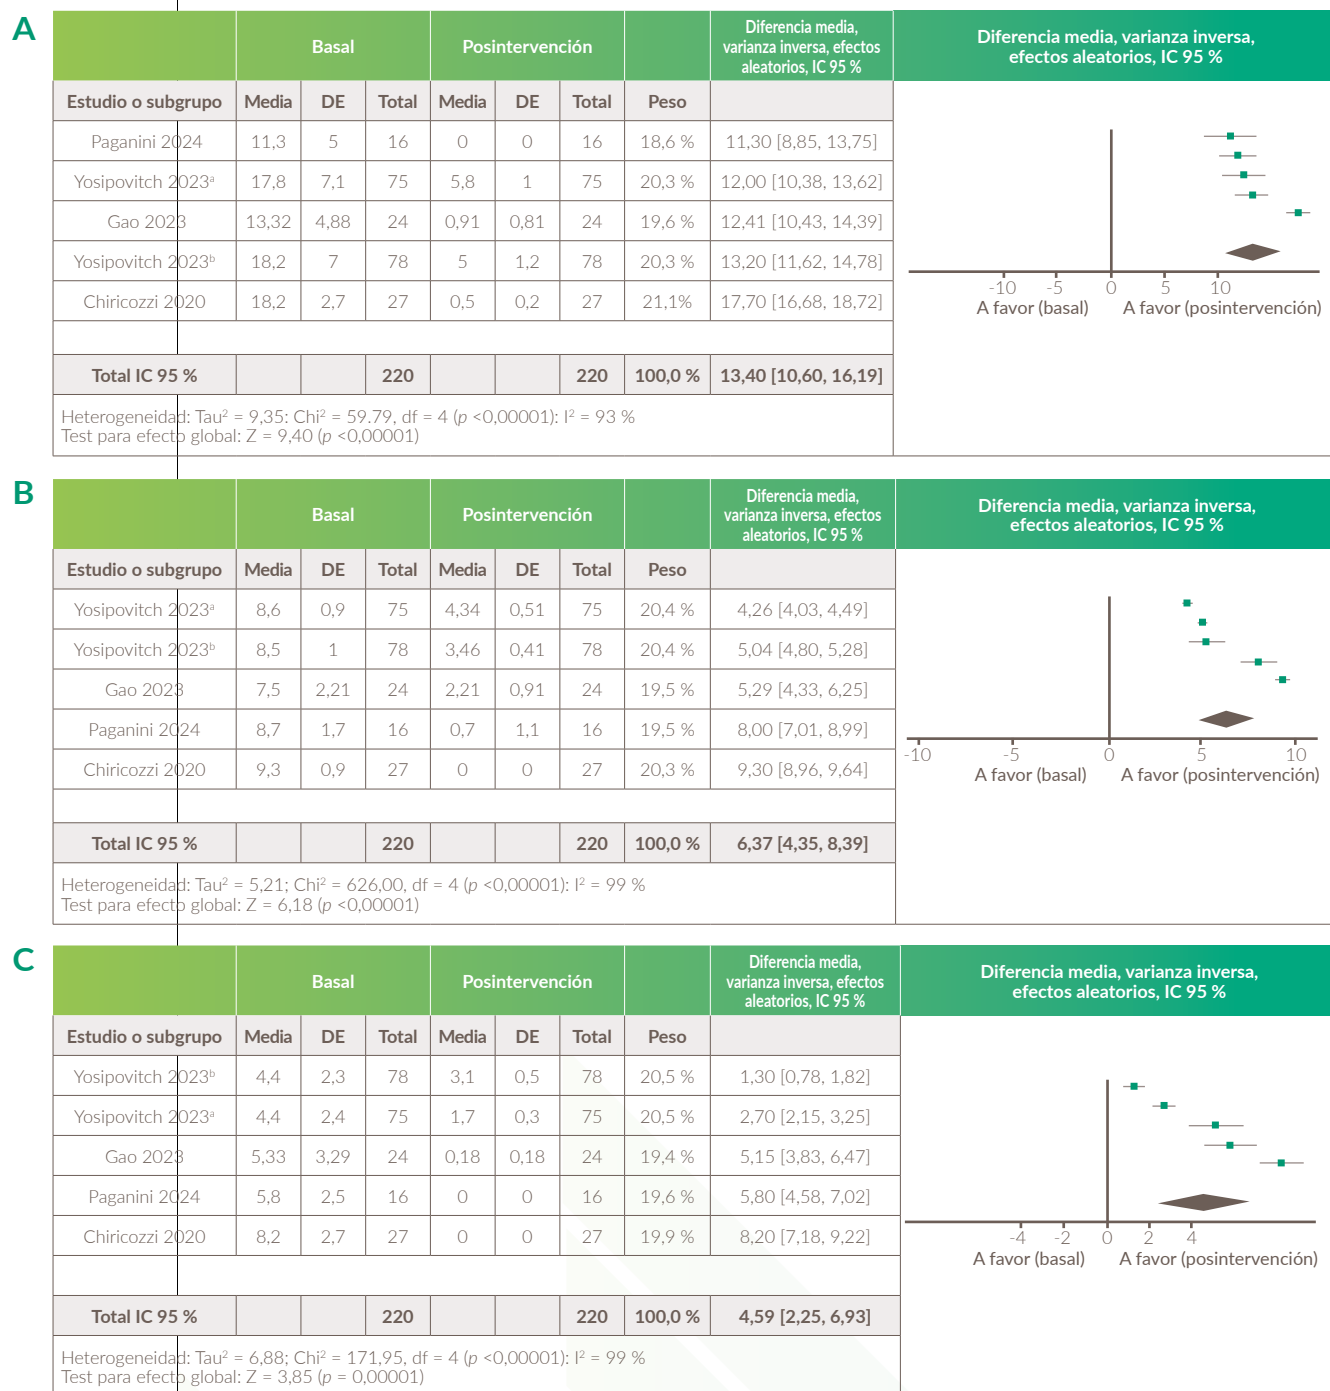 A
Basal Posintervención Diferencia media, varianza inversa, efectos aleatorios, IC 95 % Diferencia media, varianza inversa, efectos aleatorios, IC 95 %
Estudio o subgrupo Media DE Total Media DE Total Peso
Paganini 2024 11,3 5 16 0 0 16 18,6 % 11,30 [8,85, 13,75]
Yosipovitch 2023ᵃ 17,8 7,1 75 5,8 1 75 20,3 % 12,00 [10,38, 13,62]
Gao 2023 13,32 4,88 24 0,91 0,81 24 19,6 % 12,41 [10,43, 14,39]
Yosipovitch 2023ᵇ 18,2 7 78 5 1,2 78 20,3 % 13,20 [11,62, 14,78]
Chiricozzi 2020 18,2 2,7 27 0,5 0,2 27 21,1% 17,70 [16,68, 18,72]
-10 -5 0 5 10
A favor (basal) A favor (posintervención)
Total IC 95 % 220 220 100,0 % 13,40 [10,60, 16,19]
Heterogeneidad: Tau² = 9,35: Chi² = 59.79, df = 4 (p <0,00001): I² = 93 %
Test para efecto global: Z = 9,40 (p <0,00001)
B
Basal Posintervención Diferencia media, varianza inversa, efectos aleatorios, IC 95 % Diferencia media, varianza inversa, efectos aleatorios, IC 95 %
Estudio o subgrupo Media DE Total Media DE Total Peso
Yosipovitch 2023ᵃ 8,6 0,9 75 4,34 0,51 75 20,4 % 4,26 [4,03, 4,49]
Yosipovitch 2023ᵇ 8,5 1 78 3,46 0,41 78 20,4 % 5,04 [4,80, 5,28]
Gao 2023 7,5 2,21 24 2,21 0,91 24 19,5 % 5,29 [4,33, 6,25]
Paganini 2024 8,7 1,7 16 0,7 1,1 16 19,5 % 8,00 [7,01, 8,99]
Chiricozzi 2020 9,3 0,9 27 0 0 27 20,3 % 9,30 [8,96, 9,64]
-10 -5 0 5 10
A favor (basal) A favor (posintervención)
Total IC 95 % 220 220 100,0 % 6,37 [4,35, 8,39]
Heterogeneidad: Tau² = 5,21; Chi² = 626,00, df = 4 (p <0,00001): I² = 99 %
Test para efecto global: Z = 6,18 (p <0,00001)
C
Basal Posintervención Diferencia media, varianza inversa, efectos aleatorios, IC 95 % Diferencia media, varianza inversa, efectos aleatorios, IC 95 %
Estudio o subgrupo Media DE Total Media DE Total Peso
Yosipovitch 2023ᵇ 4,4 2,3 78 3,1 0,5 78 20,5 % 1,30 [0,78, 1,82]
Yosipovitch 2023ᵃ 4,4 2,4 75 1,7 0,3 75 20,5 % 2,70 [2,15, 3,25]
Gao 2023 5,33 3,29 24 0,18 0,18 24 19,4 % 5,15 [3,83, 6,47]
Paganini 2024 5,8 2,5 16 0 0 16 19,6 % 5,80 [4,58, 7,02]
Chiricozzi 2020 8,2 2,7 27 0 0 27 19,9 % 8,20 [7,18, 9,22]
-4 -2 0 2 4
A favor (basal) A favor (posintervención)
Total IC 95 % 220 220 100,0 % 4,59 [2,25, 6,93]
Heterogeneidad: Tau² = 6,88; Chi² = 171,95, df = 4 (p <0,00001): I² = 99 %
Test para efecto global: Z = 3,85 (p = 0,00001)